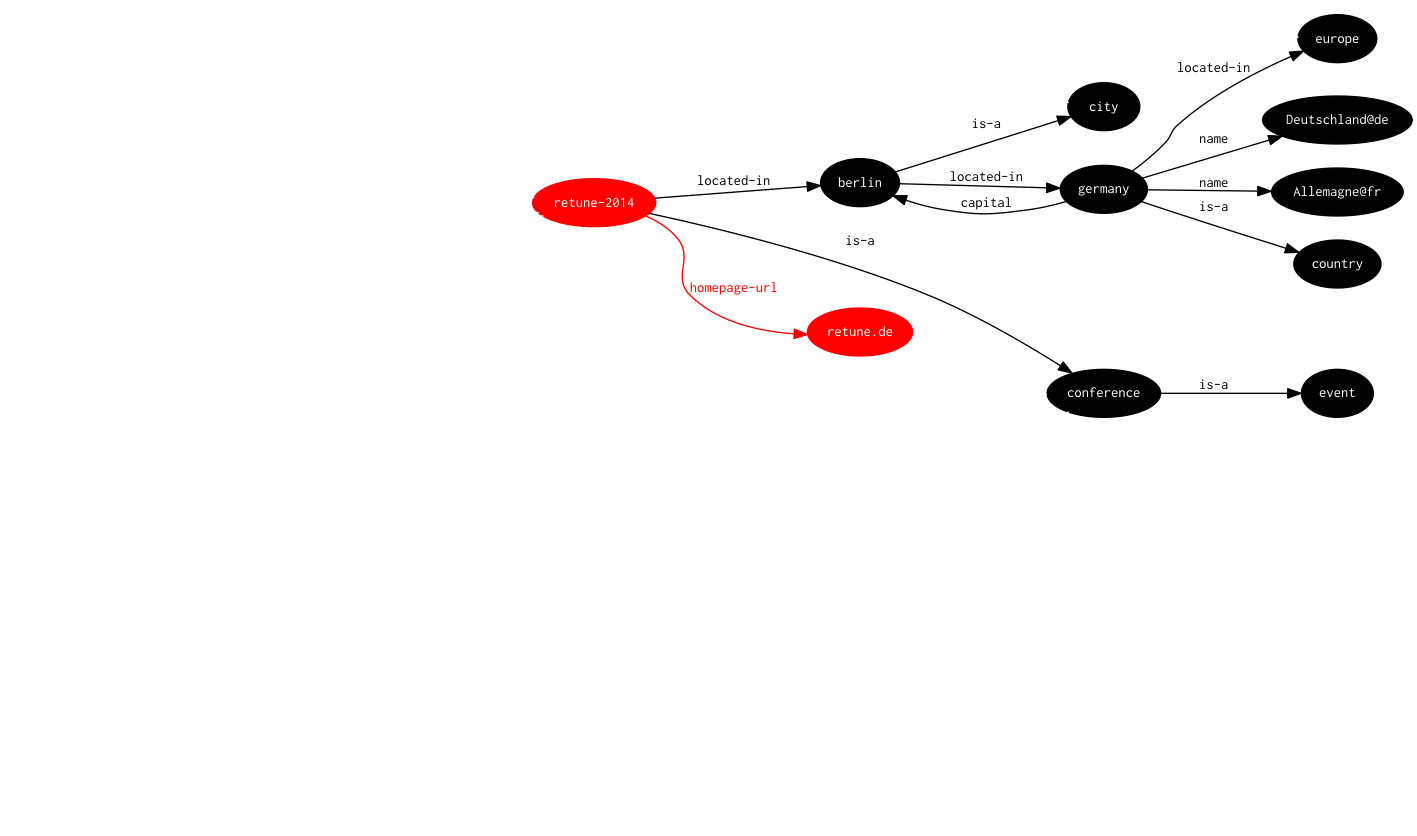 europe
located-in
city
Deutschland@de
is-a
name
located-in
berlin
located-in
germany
name
Allemagne@fr
retune-2014
capital
is-a
is-a
country
homepage-url
retune.de
conference
is-a
event